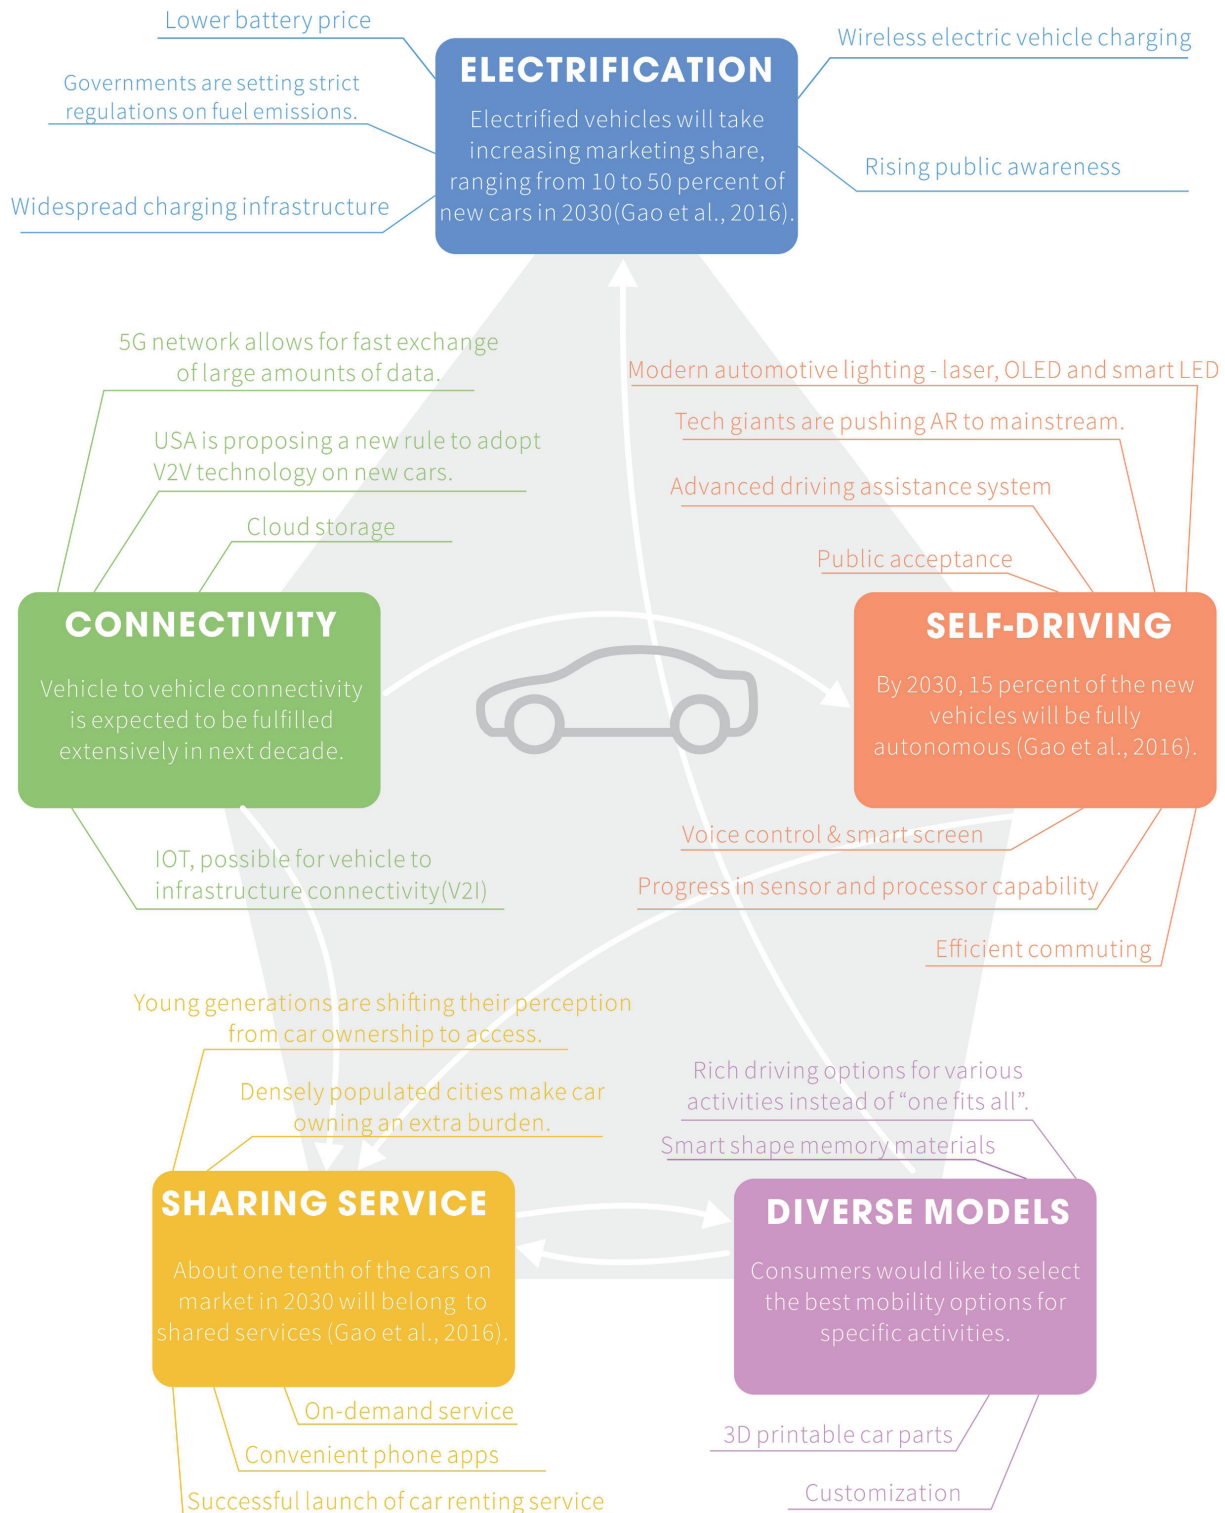 Lower battery price
Governments are setting strict
regulations on fuel emissions.
Widespread charging infrastructure
ELECTRIFICATION
Electrified vehicles will take
increasing marketing share,
ranging from 10 to 50 percent of
new cars in 2030(Gao et al., 2016).
Wireless electric vehicle charging
Rising public awareness
5G network allows for fast exchange
of large amounts of data.
USA is proposing a new rule to adopt
V2V technology on new cars.
Cloud storage
CONNECTIVITY
Vehicle to vehicle connectivity
is expected to be fulfilled
extensively in next decade.
IOT, possible for vehicle to
infrastructure connectivity(V2I)
Modern automotive lighting - laser, OLED and smart LED
Tech giants are pushing AR to mainstream.
Advanced driving assistance system
Public acceptance
SELF-DRIVING
By 2030, 15 percent of the new
vehicles will be fully
autonomous (Gao et al., 2016).
Voice control & smart screen
Progress in sensor and processor capability
Efficient commuting
Young generations are shifting their perception
from car ownership to access.
Densely populated cities make car
owning an extra burden.
SHARING SERVICE
About one tenth of the cars on
market in 2030 will belong to
shared services (Gao et al., 2016).
On-demand service
Convenient phone apps
Successful launch of car renting service
Rich driving options for various
activities instead of “one fits all”.
Smart shape memory materials
DIVERSE MODELS
Consumers would like to select
the best mobility options for
specific activities.
3D printable car parts
Customization